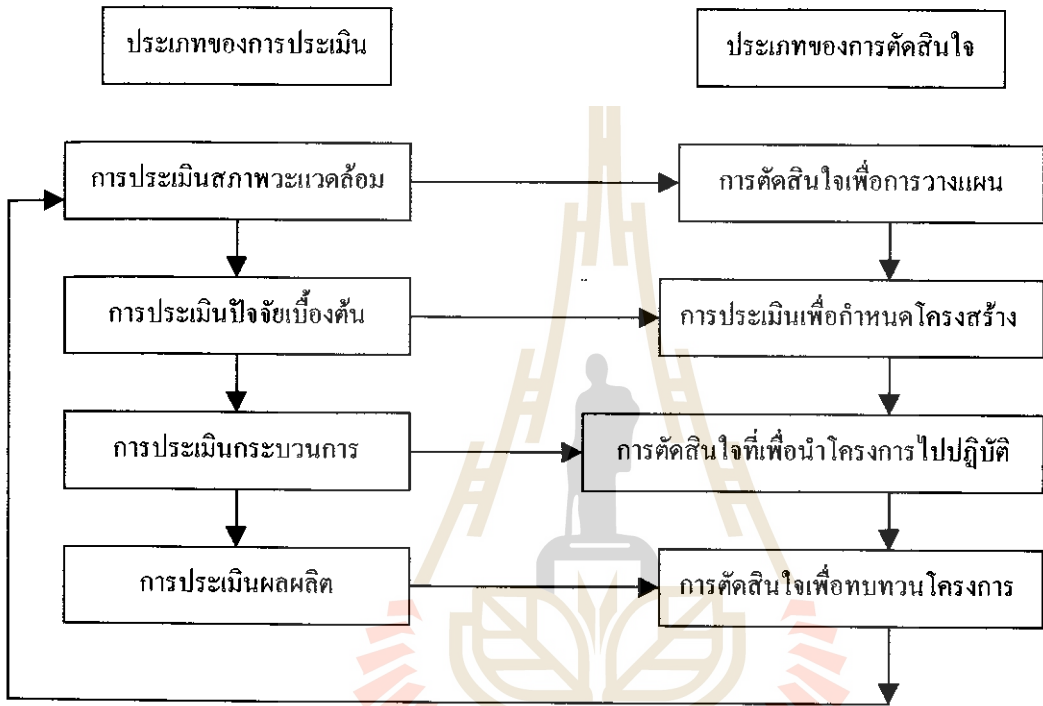 ประเภทของการประเมิน
ประเภทของการตัดสินใจ
การประเมินสภาพวะแวดล้อม
การตัดสินใจเพื่อการวางแผน
การประเมินปัจจัยเบื้องต้น
การประเมินเพื่อกำหนดโครงสร้าง
การประเมินกระบวนการ
การตัดสินใจที่เพื่อนำโครงการไปปฏิบัติ
การประเมินผลผลิต
การตัดสินใจเพื่อทบทวนโครงการ